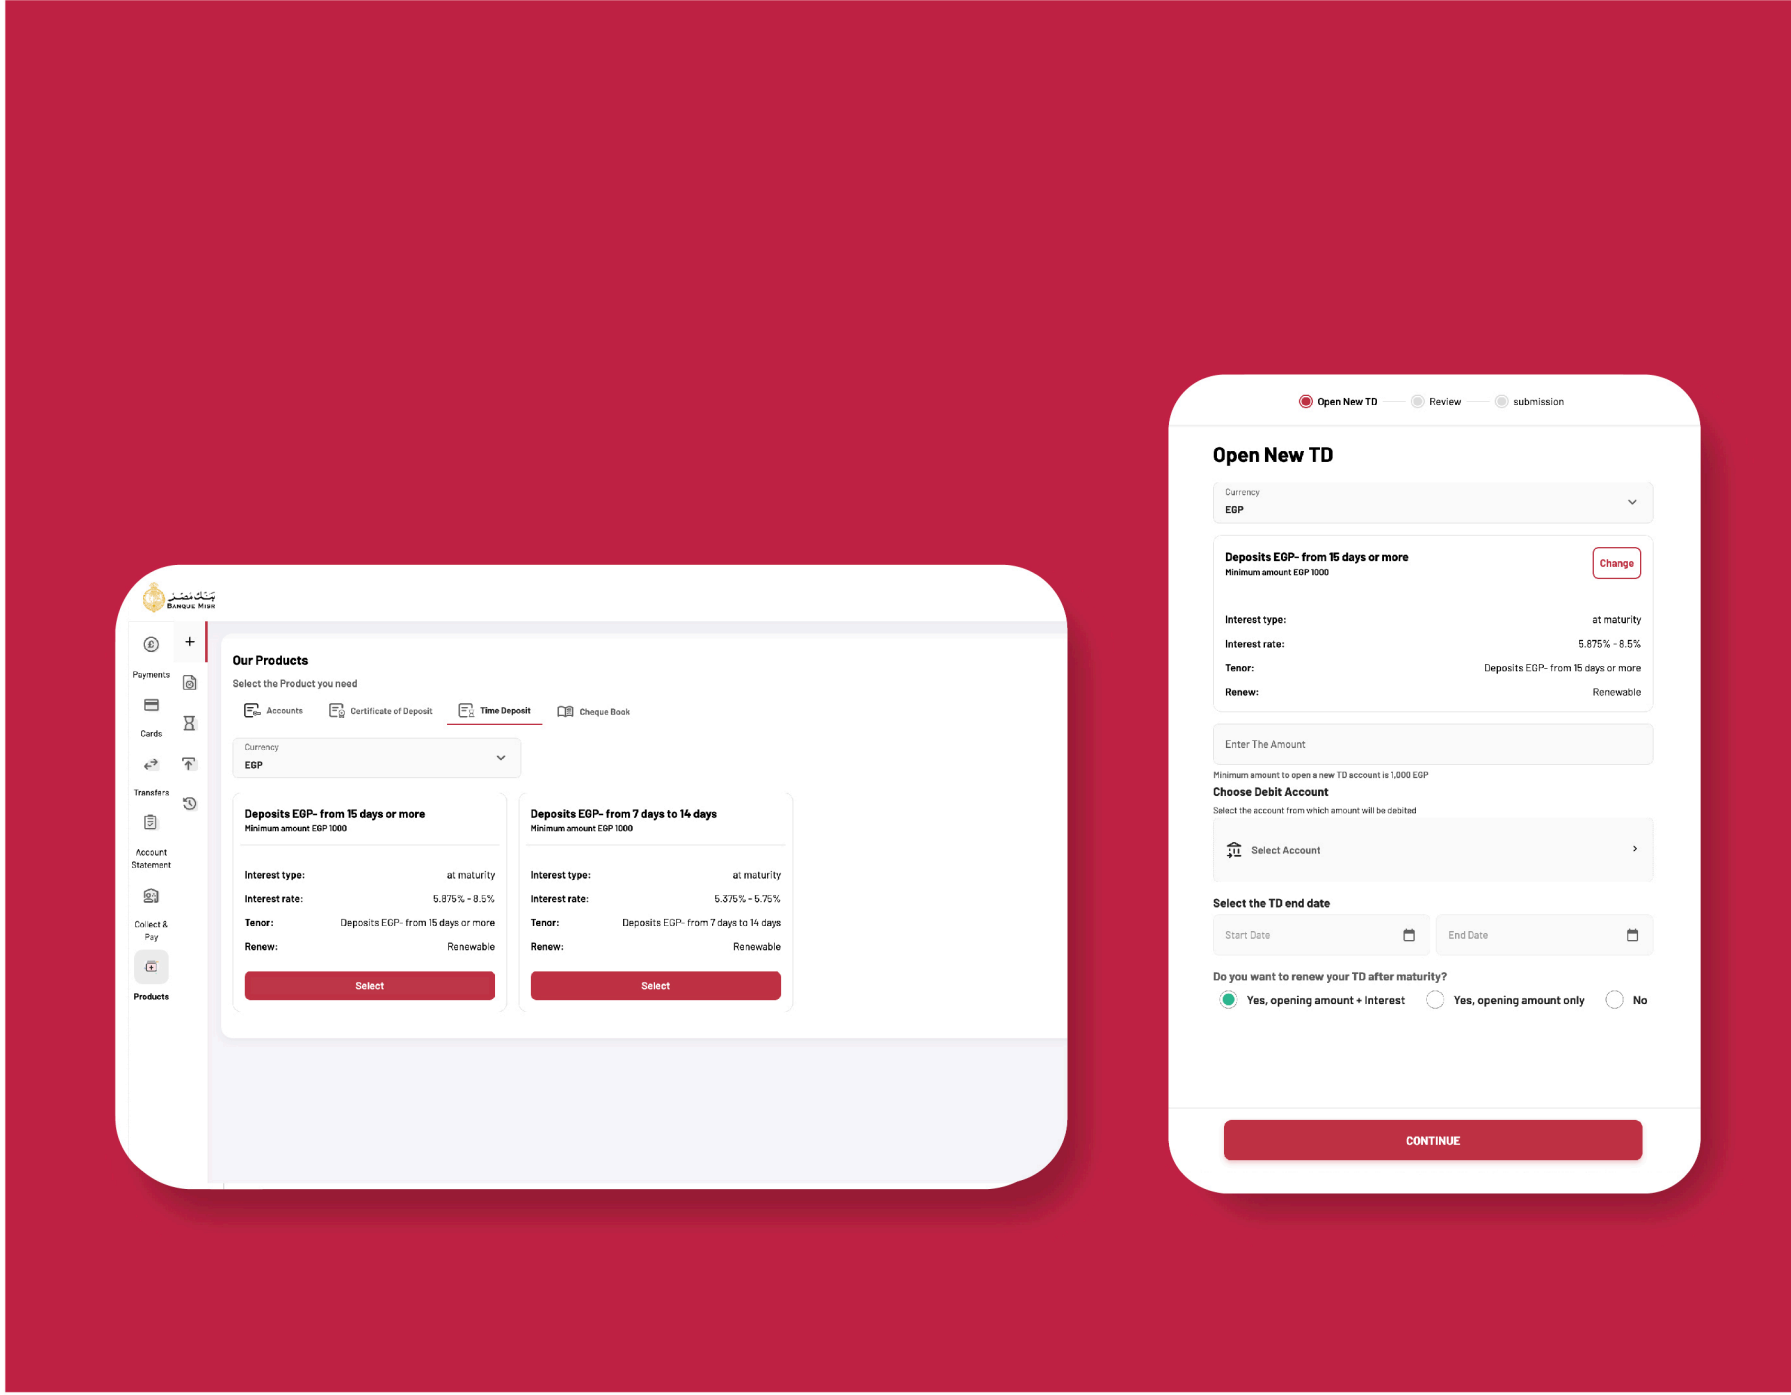 بنك مصر
BANQUE MISR
Payments
Cards
Transfers
Account
Statement
Collect &
Pay
Products
Our Products
Select the Product you need
Accounts
Certificate of Deposit
Time Deposit
Cheque Book
Currency
EGP
Deposits EGP- from 15 days or more
Minimum amount EGP 1000
Interest type: at maturity
Interest rate: 5.875% - 8.5%
Tenor: Deposits EGP- from 15 days or more
Renew: Renewable
Select
Deposits EGP- from 7 days to 14 days
Minimum amount EGP 1000
Interest type: at maturity
Interest rate: 5.375% - 5.75%
Tenor: Deposits EGP- from 7 days to 14 days
Renew: Renewable
Select
Open New TD Review submission
Open New TD
Currency
EGP
Deposits EGP- from 15 days or more
Minimum amount EGP 1000
Change
Interest type: at maturity
Interest rate: 5.875% - 8.5%
Tenor: Deposits EGP- from 15 days or more
Renew: Renewable
Enter The Amount
Minimum amount to open a new TD account is 1,000 EGP
Choose Debit Account
Select the account from which amount will be debited
Select Account
Select the TD end date
Start Date End Date
Do you want to renew your TD after maturity?
Yes, opening amount + Interest Yes, opening amount only No
CONTINUE